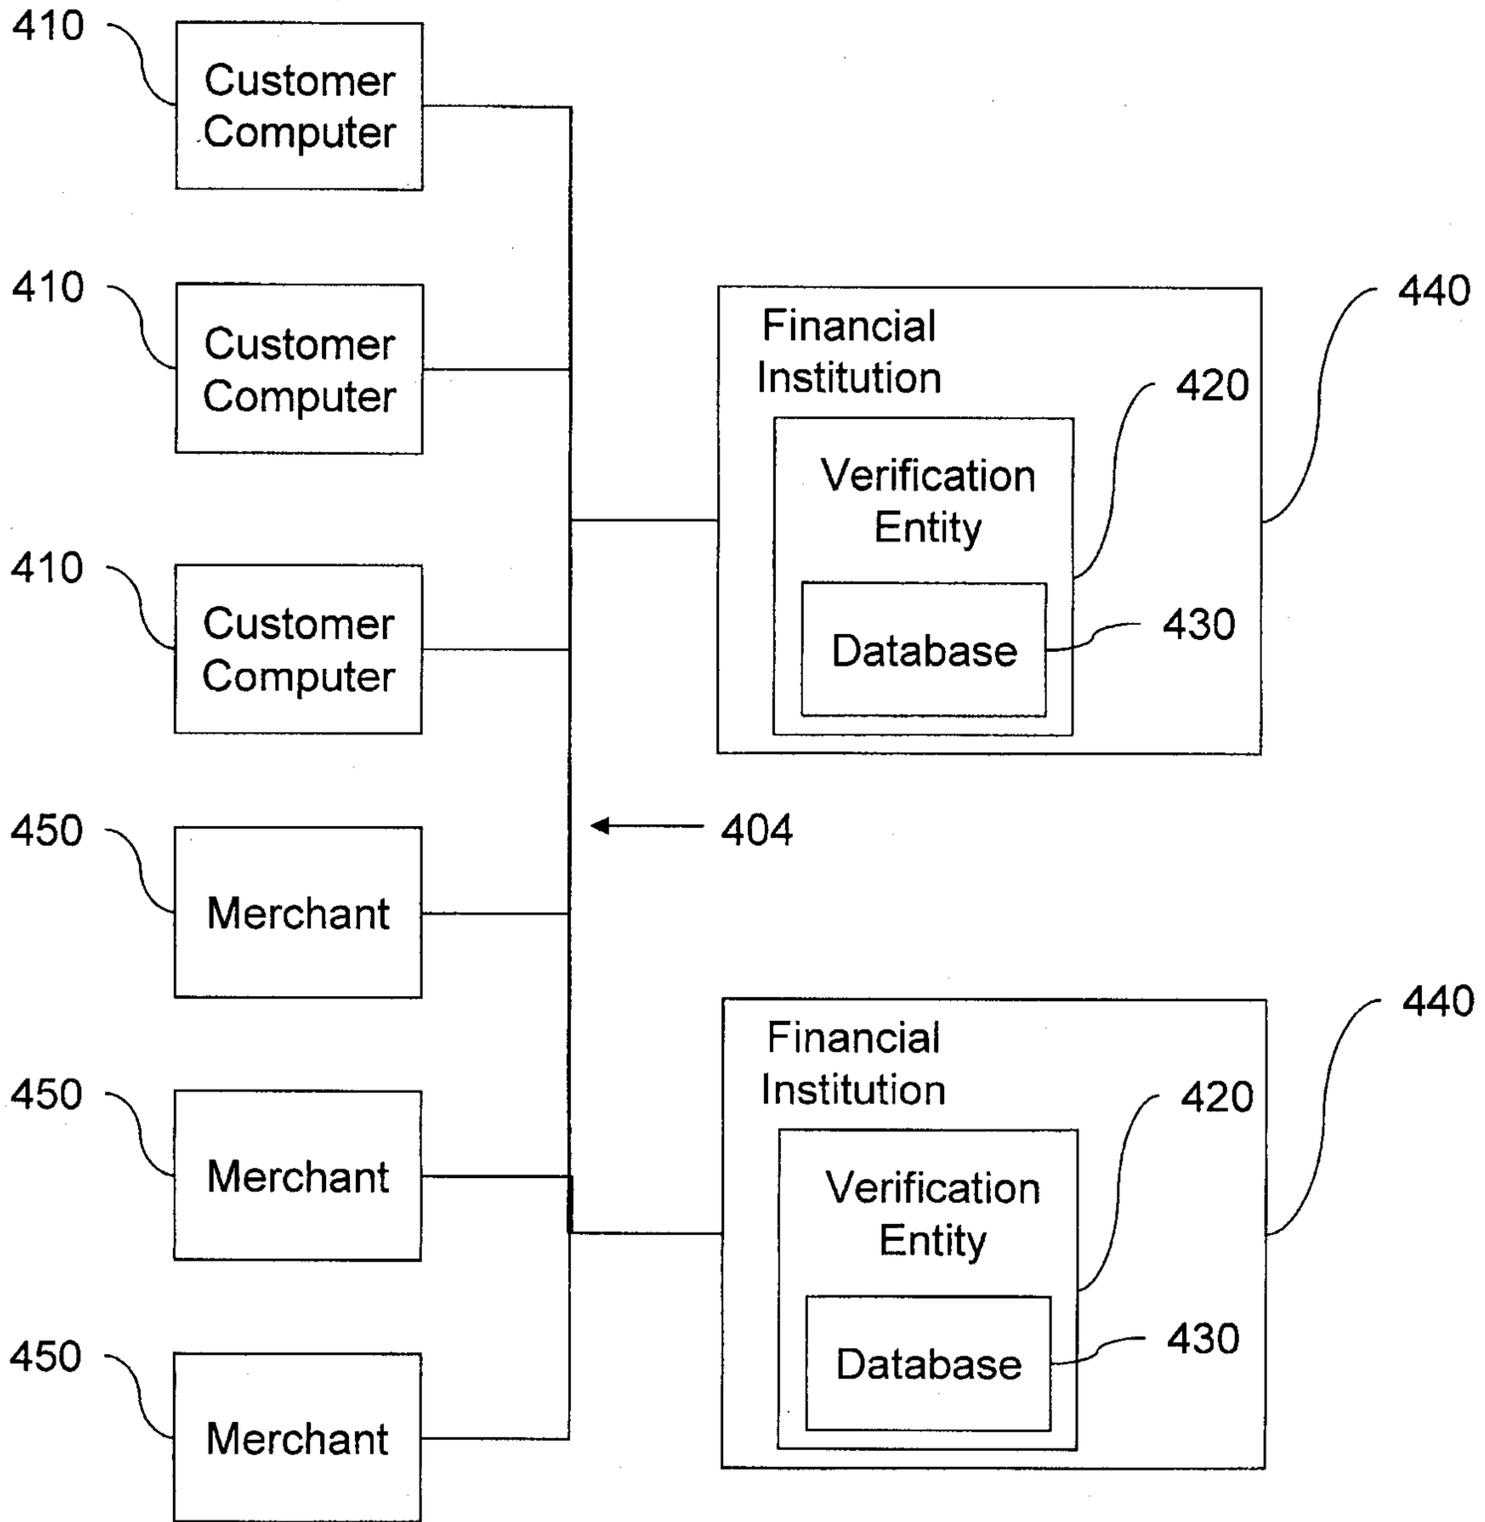 410
Customer
Computer
410
Customer
Computer
410
Customer
Computer
450
Merchant
450
Merchant
450
Merchant
404
440
Financial
Institution
420
Verification
Entity
430
Database
440
Financial
Institution
420
Verification
Entity
430
Database